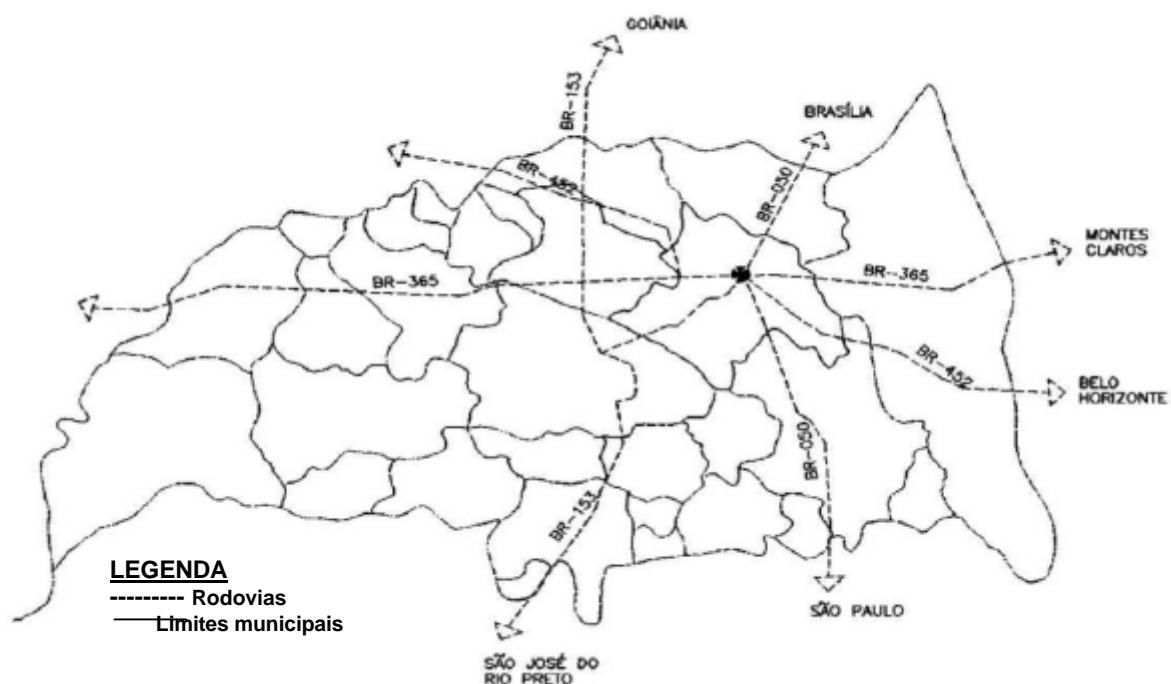 GOIÂNIA
BR-153
BRASÍLIA
BR-050
BR-452
MONTES
CLAROS
BR-365
BR-365
BR-452
BELO
HORIZONTE
BR-050
BR-153
LEGENDA
--------- Rodovias
Limites municipais
SÃO PAULO
SÃO JOSÉ DO
RIO PRETO